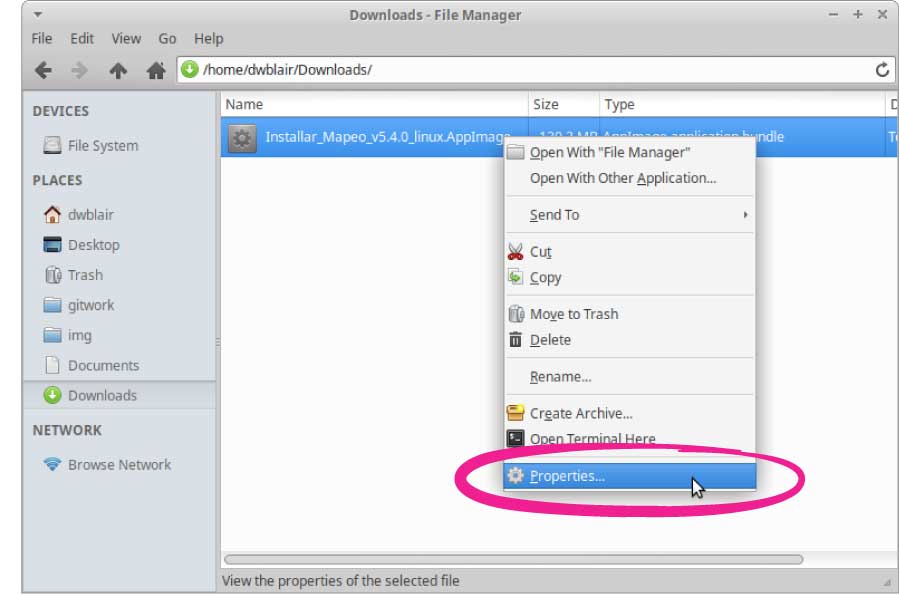 Downloads - File Manager
File Edit View Go Help
/home/dwblair/Downloads/
DEVICES
File System
PLACES
dwblair
Desktop
Trash
gitwork
img
Documents
Downloads
NETWORK
Browse Network
Name Size Type
Installar_Mapeo_v5.4.0_linux.AppImage 130.2 MB AppImage application bundle
Open With "File Manager"
Open With Other Application...
Send To
Cut
Copy
Move to Trash
Delete
Rename...
Create Archive...
Open Terminal Here
Properties...
View the properties of the selected file